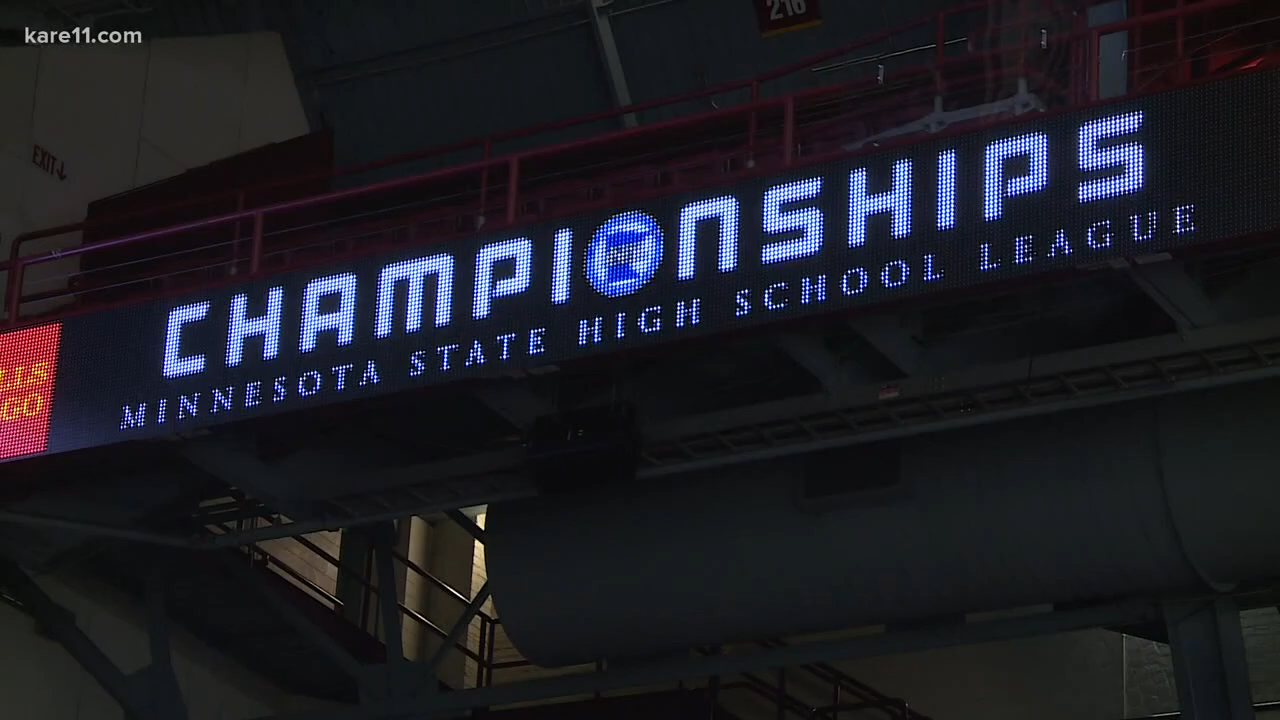 kare11.com
216
EXIT
CHAMPIONSHIPS
MINNESOTA STATE HIGH SCHOOL LEAGUE